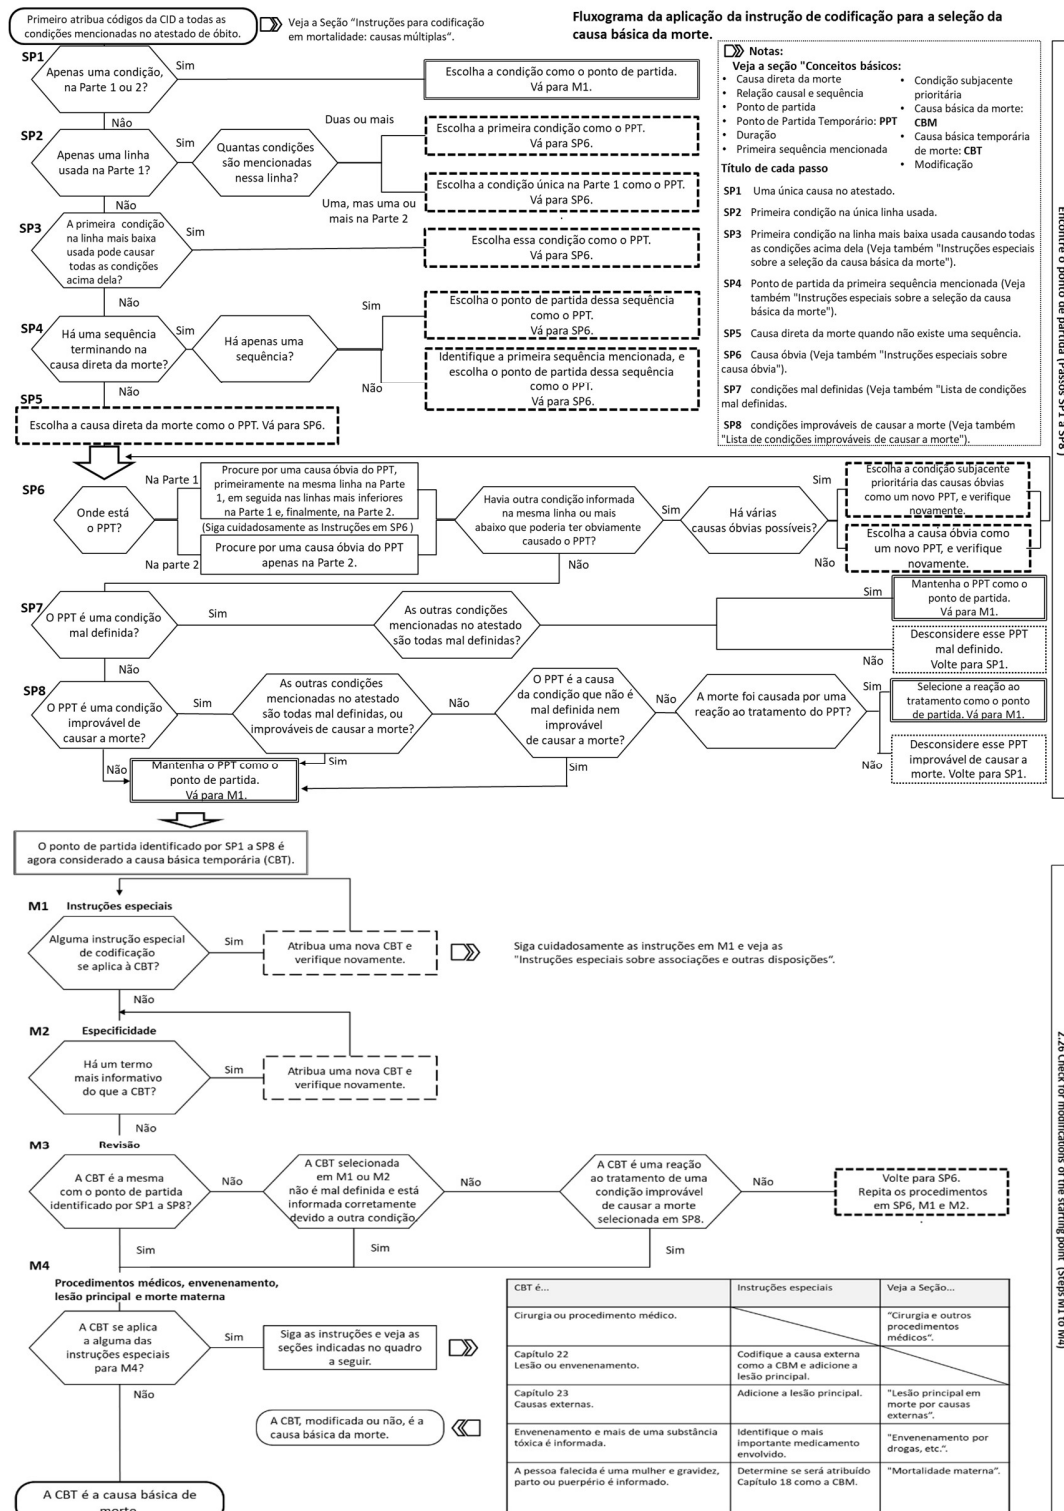 Primeiro atribua códigos da CID a todas as
condições mencionadas no atestado de óbito.
Veja a Seção “Instruções para codificação
em mortalidade: causas múltiplas“.
Fluxograma da aplicação da instrução de codificação para a seleção da
causa básica da morte.
SP1
Apenas uma condição,
na Parte 1 ou 2?
Sim
Escolha a condição como o ponto de partida.
Vá para M1.
Nâo
SP2
Apenas uma linha
usada na Parte 1?
Sim
Quantas condições
são mencionadas
nessa linha?
Duas ou mais
Escolha a primeira condição como o PPT.
Vá para SP6.
Uma, mas uma ou
mais na Parte 2
Escolha a condição única na Parte 1 como o PPT.
Vá para SP6.
Não
SP3
A primeira condição
na linha mais baixa
usada pode causar
todas as condições
acima dela?
Sim
Escolha essa condição como o PPT.
Vá para SP6.
Não
SP4
Há uma sequência
terminando na
causa direta da morte?
Sim
Há apenas uma
sequência?
Sim
Escolha o ponto de partida dessa sequência
como o PPT.
Vá para SP6.
Não
Identifique a primeira sequência mencionada, e
escolha o ponto de partida dessa sequência
como o PPT.
Vá para SP6.
Não
SP5
Escolha a causa direta da morte como o PPT. Vá para SP6.
Notas:
Veja a seção "Conceitos básicos:
• Causa direta da morte
• Relação causal e sequência
• Ponto de partida
• Ponto de Partida Temporário: PPT
• Duração
• Primeira sequência mencionada
• Condição subjacente
prioritária
• Causa básica da morte:
CBM
• Causa básica temporária
de morte: CBT
• Modificação
Título de cada passo
SP1 Uma única causa no atestado.
SP2 Primeira condição na única linha usada.
SP3 Primeira condição na linha mais baixa usada causando todas
as condições acima dela (Veja também "Instruções especiais
sobre a seleção da causa básica da morte").
SP4 Ponto de partida da primeira sequência mencionada (Veja
também "Instruções especiais sobre a seleção da causa
básica da morte").
SP5 Causa direta da morte quando não existe uma sequência.
SP6 Causa óbvia (Veja também "Instruções especiais sobre
causa óbvia").
SP7 condições mal definidas (Veja também "Lista de condições
mal definidas.
SP8 condições improváveis de causar a morte (Veja também
"Lista de condições improváveis de causar a morte").
Encontre o ponto de partida (Passos SP1 a SP8 )
SP6
Onde está
o PPT?
Na Parte 1
Procure por uma causa óbvia do PPT,
primeiramente na mesma linha na Parte
1, em seguida nas linhas mais inferiores
na Parte 1 e, finalmente, na Parte 2.
(Siga cuidadosamente as Instruções em SP6 )
Na parte 2
Procure por uma causa óbvia do PPT
apenas na Parte 2.
Havia outra condição informada
na mesma linha ou mais
abaixo que poderia ter obviamente
causado o PPT?
Sim
Há várias
causas óbvias possíveis?
Sim
Escolha a condição subjacente
prioritária das causas óbvias
como um novo PPT, e verifique
novamente.
Não
Escolha a causa óbvia como
um novo PPT, e verifique
novamente.
Não
SP7
O PPT é uma condição
mal definida?
Sim
As outras condições
mencionadas no atestado
são todas mal definidas?
Sim
Mantenha o PPT como o
ponto de partida.
Vá para M1.
Não
Desconsidere esse PPT
mal definido.
Volte para SP1.
Não
SP8
O PPT é uma condição
improvável de
causar a morte?
Sim
As outras condições
mencionadas no atestado
são todas mal definidas, ou
improváveis de causar a morte?
Não
O PPT é a causa
da condição que não é
mal definida nem
improvável
de causar a morte?
Não
A morte foi causada por uma
reação ao tratamento do PPT?
Sim
Selecione a reação ao
tratamento como o ponto
de partida. Vá para M1.
Não
Desconsidere esse PPT
improvável de causar a
morte. Volte para SP1.
Não
Mantenha o PPT como o
ponto de partida.
Vá para M1.
Sim
Sim
O ponto de partida identificado por SP1 a SP8 é
agora considerado a causa básica temporária (CBT).
M1 Instruções especiais
Alguma instrução especial
de codificação
se aplica à CBT?
Sim
Atribua uma nova CBT e
verifique novamente.
Siga cuidadosamente as instruções em M1 e veja as
"Instruções especiais sobre associações e outras disposições“.
Não
M2 Especificidade
Há um termo
mais informativo
do que a CBT?
Sim
Atribua uma nova CBT e
verifique novamente.
Não
M3 Revisão
A CBT é a mesma
com o ponto de partida
identificado por SP1 a SP8?
Não
A CBT selecionada
em M1 ou M2
não é mal definida e está
informada corretamente
devido a outra condição
Não
A CBT é uma reação
ao tratamento de uma
condição improvável
de causar a morte
selecionada em SP8.
Não
Volte para SP6.
Repita os procedimentos
em SP6, M1 e M2.
Sim
Sim
Sim
2.26 Check for modifications of the starting point (Steps M1 to M4)
M4
Procedimentos médicos, envenenamento,
lesão principal e morte materna
A CBT se aplica
a alguma das
instruções especiais
para M4?
Sim
Siga as instruções e veja as
seções indicadas no quadro
a seguir.
Não
A CBT, modificada ou não, é a
causa básica da morte.
A CBT é a causa básica de
morte
CBT é... Instruções especiais Veja a Seção...
Cirurgia ou procedimento médico. "Cirurgia e outros
procedimentos
médicos".
Capítulo 22 Codifique a causa externa
Lesão ou envenenamento. como a CBM e adicione a
lesão principal.
Capítulo 23 Adicione a lesão principal. "Lesão principal em
Causas externas. morte por causas
externas".
Envenenamento e mais de uma substância Identifique o mais "Envenenamento por
tóxica é informada. importante medicamento drogas, etc.".
envolvido.
A pessoa falecida é uma mulher e gravidez, Determine se será atribuído "Mortalidade materna".
parto ou puerpério é informado. Capítulo 18 como a CBM.